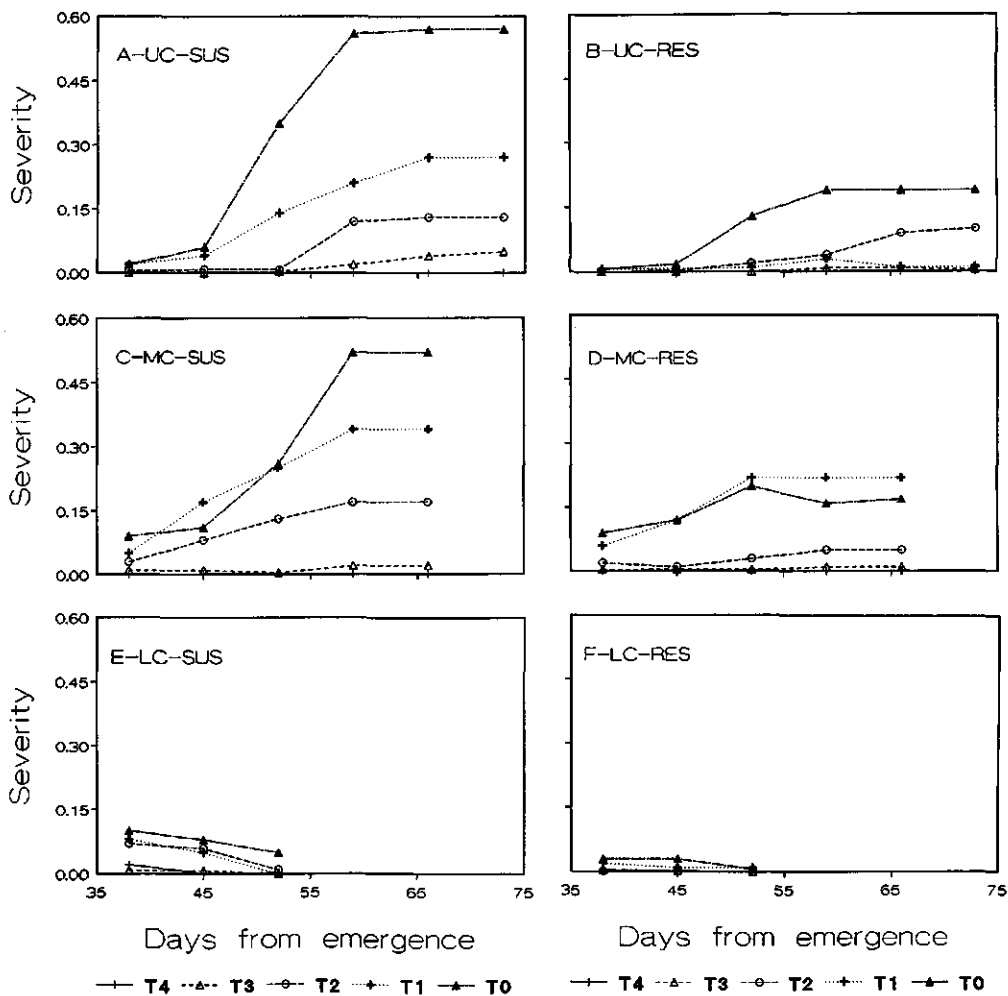 A-UC-SUS
B-UC-RES
Severity
0.60
0.45
0.30
0.15
0.00
C-MC-SUS
D-MC-RES
Severity
0.60
0.45
0.30
0.15
0.00
E-LC-SUS
F-LC-RES
Severity
0.60
0.45
0.30
0.15
0.00
35 45 55 65 75
35 45 55 65 75
Days from emergence
Days from emergence
T4 T3 T2 T1 T0
T4 T3 T2 T1 T0